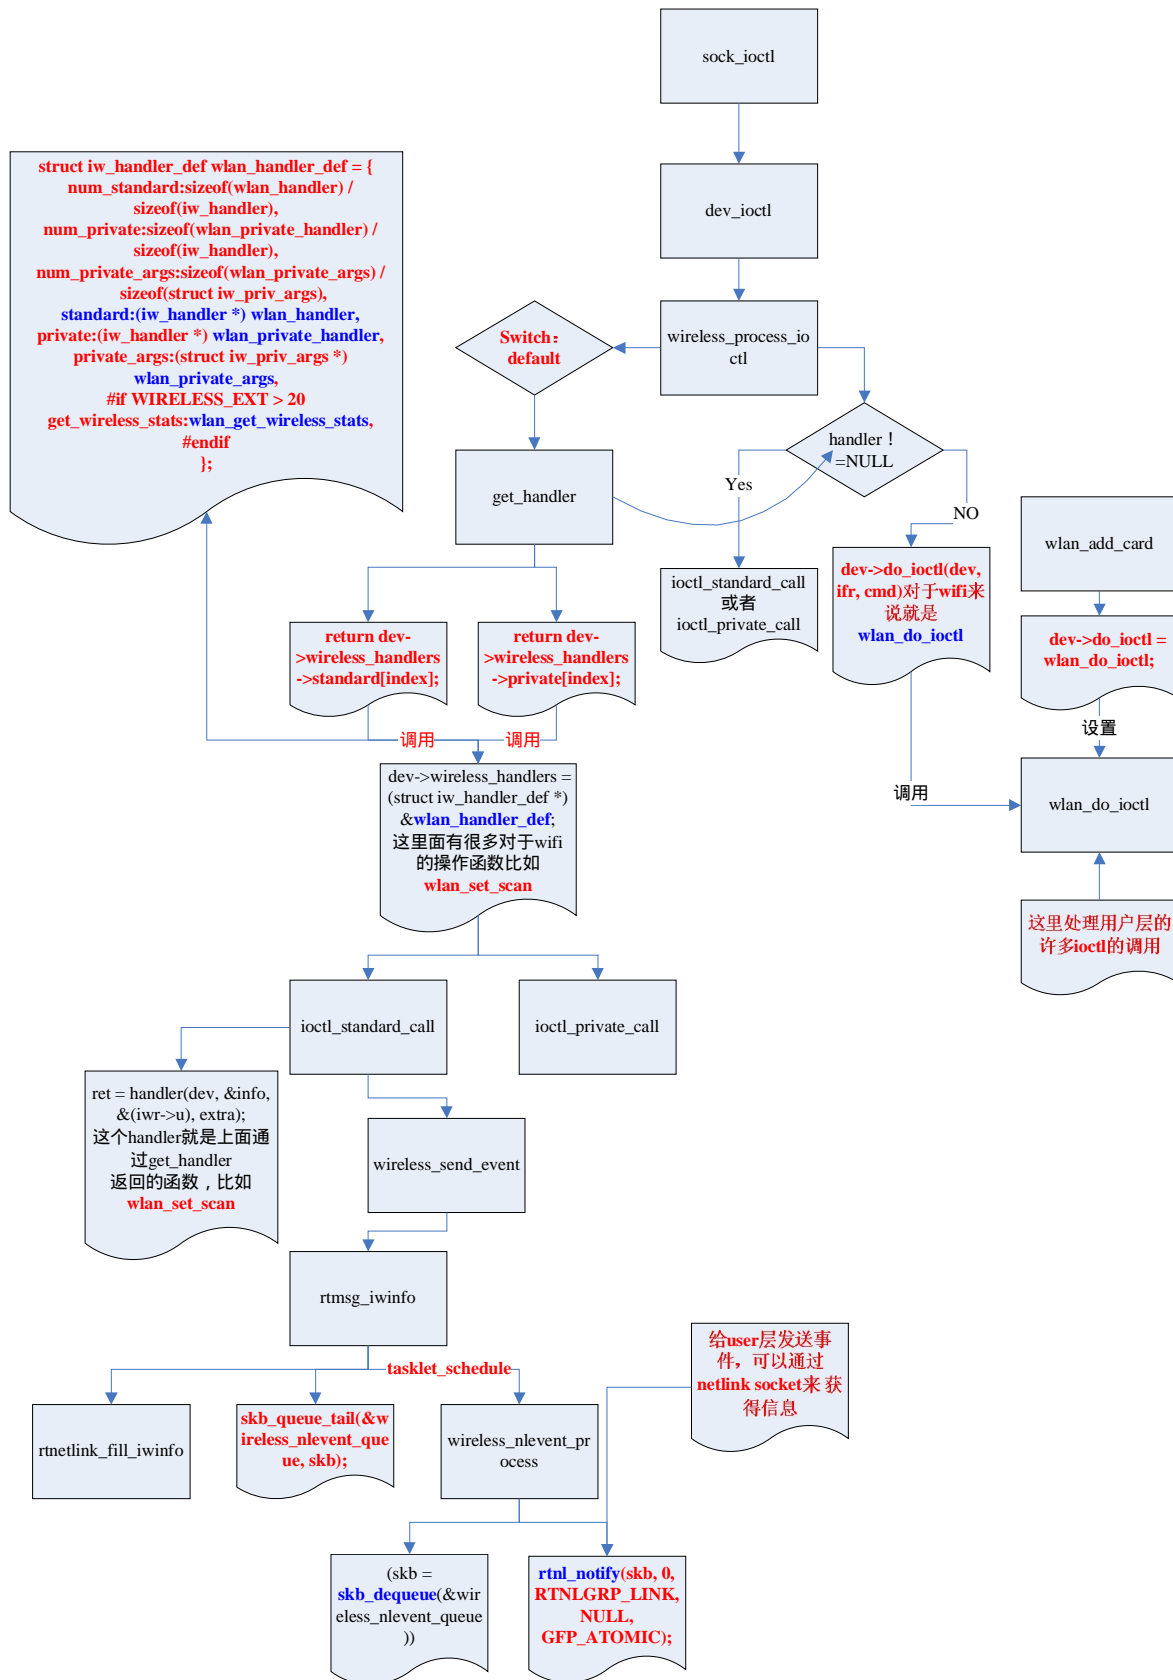 sock_ioctl
struct iw_handler_def wlan_handler_def = {
num_standard:sizeof(wlan_handler) /
sizeof(iw_handler),
num_private:sizeof(wlan_private_handler) /
sizeof(iw_handler),
num_private_args:sizeof(wlan_private_args) /
sizeof(struct iw_priv_args),
standard:(iw_handler *) wlan_handler,
private:(iw_handler *) wlan_private_handler,
private_args:(struct iw_priv_args *)
wlan_private_args,
#if WIRELESS_EXT > 20
get_wireless_stats:wlan_get_wireless_stats,
#endif
};
dev_ioctl
Switch：
default
wireless_process_io
ctl
handler！
=NULL
get_handler
Yes
NO
wlan_add_card
return dev-
>wireless_handlers
->standard[index];
return dev-
>wireless_handlers
->private[index];
ioctl_standard_call
或者
ioctl_private_call
dev->do_ioctl(dev,
ifr, cmd)对于wifi来
说就是
wlan_do_ioctl
dev->do_ioctl =
wlan_do_ioctl;
调用
调用
设置
dev->wireless_handlers =
(struct iw_handler_def *)
&wlan_handler_def;
这里面有很多对于wifi
的操作函数比如
wlan_set_scan
调用
wlan_do_ioctl
这里处理用户层的
许多ioctl的调用
ioctl_standard_call
ioctl_private_call
ret = handler(dev, &info,
&(iwr->u), extra);
这个handler就是上面通
过get_handler
返回的函数，比如
wlan_set_scan
wireless_send_event
rtmsg_iwinfo
给user层发送事
件，可以通过
netlink socket来 获
得信息
tasklet_schedule
rtnetlink_fill_iwinfo
skb_queue_tail(&w
ireless_nlevent_que
ue, skb);
wireless_nlevent_pr
ocess
(skb =
skb_dequeue(&wir
eless_nlevent_queue
))
rtnl_notify(skb, 0,
RTNLGRP_LINK,
NULL,
GFP_ATOMIC);